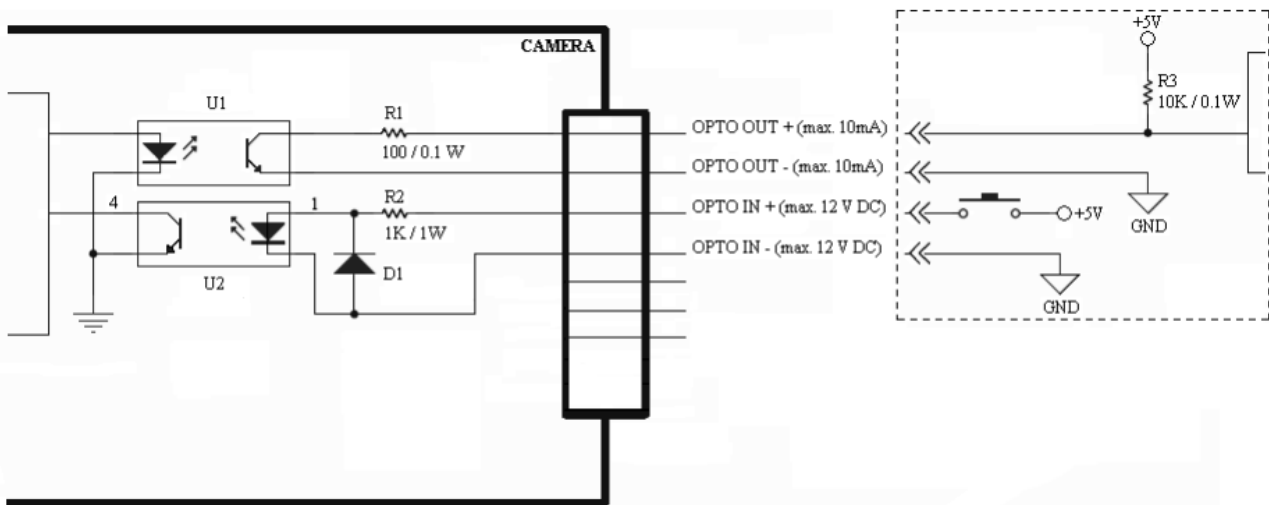 CAMERA
U1
R1
100 / 0.1 W
4
1
R2
1K / 1W
U2
D1
OPTO OUT + (max. 10mA)
OPTO OUT - (max. 10mA)
OPTO IN + (max. 12 V DC)
OPTO IN - (max. 12 V DC)
+5V
R3
10K / 0.1W
+5V
GND
GND